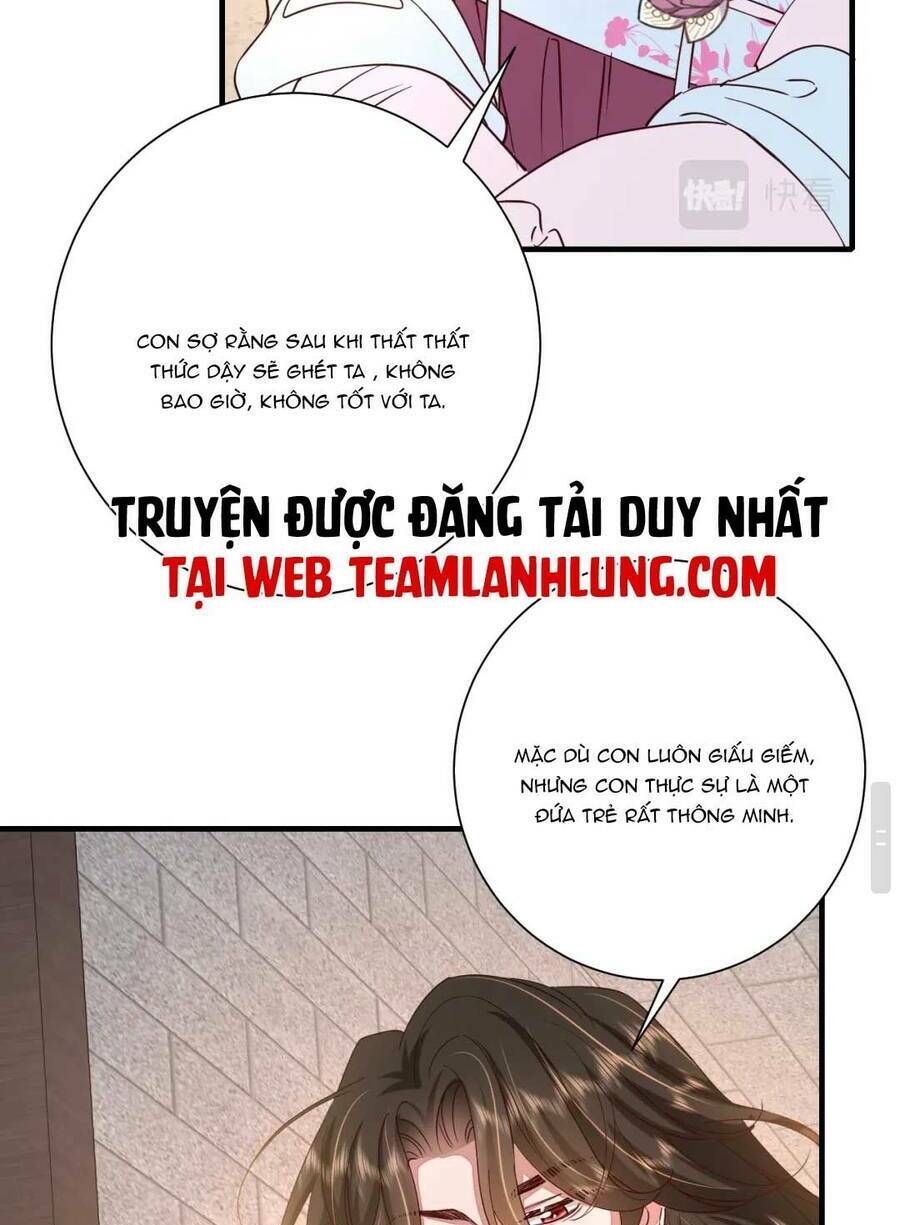 快看! 快看
CON SỢ RẰNG SAU KHI THẤT THẤT
THỨC DẬY SẼ GHÉT TA , KHÔNG
BAO GIỜ, KHÔNG TỐT VỚI TA.
TRUYỆN ĐƯỢC ĐĂNG TẢI DUY NHẤT
TẠI WEB TEAMLANHLUNG.COM
MẶC DÙ CON LUÔN GIẤU GIẾM,
NHƯNG CON THỰC SỰ LÀ MỘT
ĐỨA TRẺ RẤT THÔNG MINH.